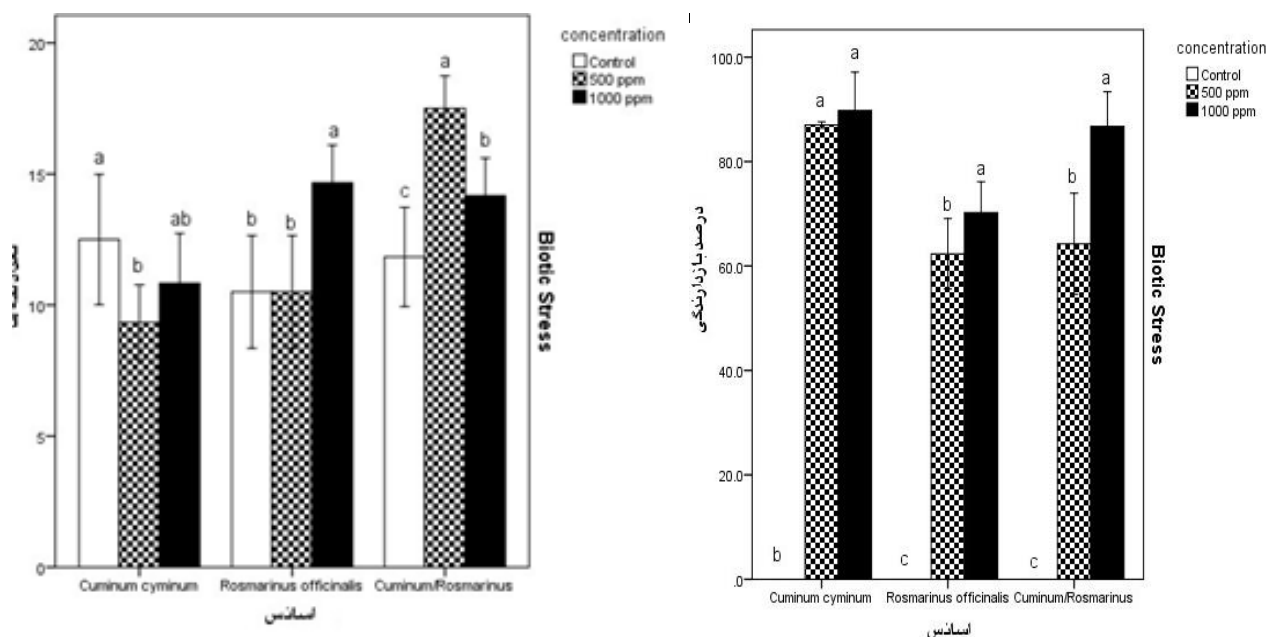 concentration
Control
500 ppm
1000 ppm
20
15
10
5
0
a
b
ab
b
b
a
c
a
b
Biotic Stress
Cuminum cyminum
Rosmarinus officinalis
Cuminum/Rosmarinus
اسانس
concentration
Control
500 ppm
1000 ppm
درصد بازدارندگی
100.0
80.0
60.0
40.0
20.0
.0
b
a
a
c
b
a
c
b
a
Biotic Stress
Cuminum cyminum
Rosmarinus officinalis
Cuminum/Rosmarinus
اسانس